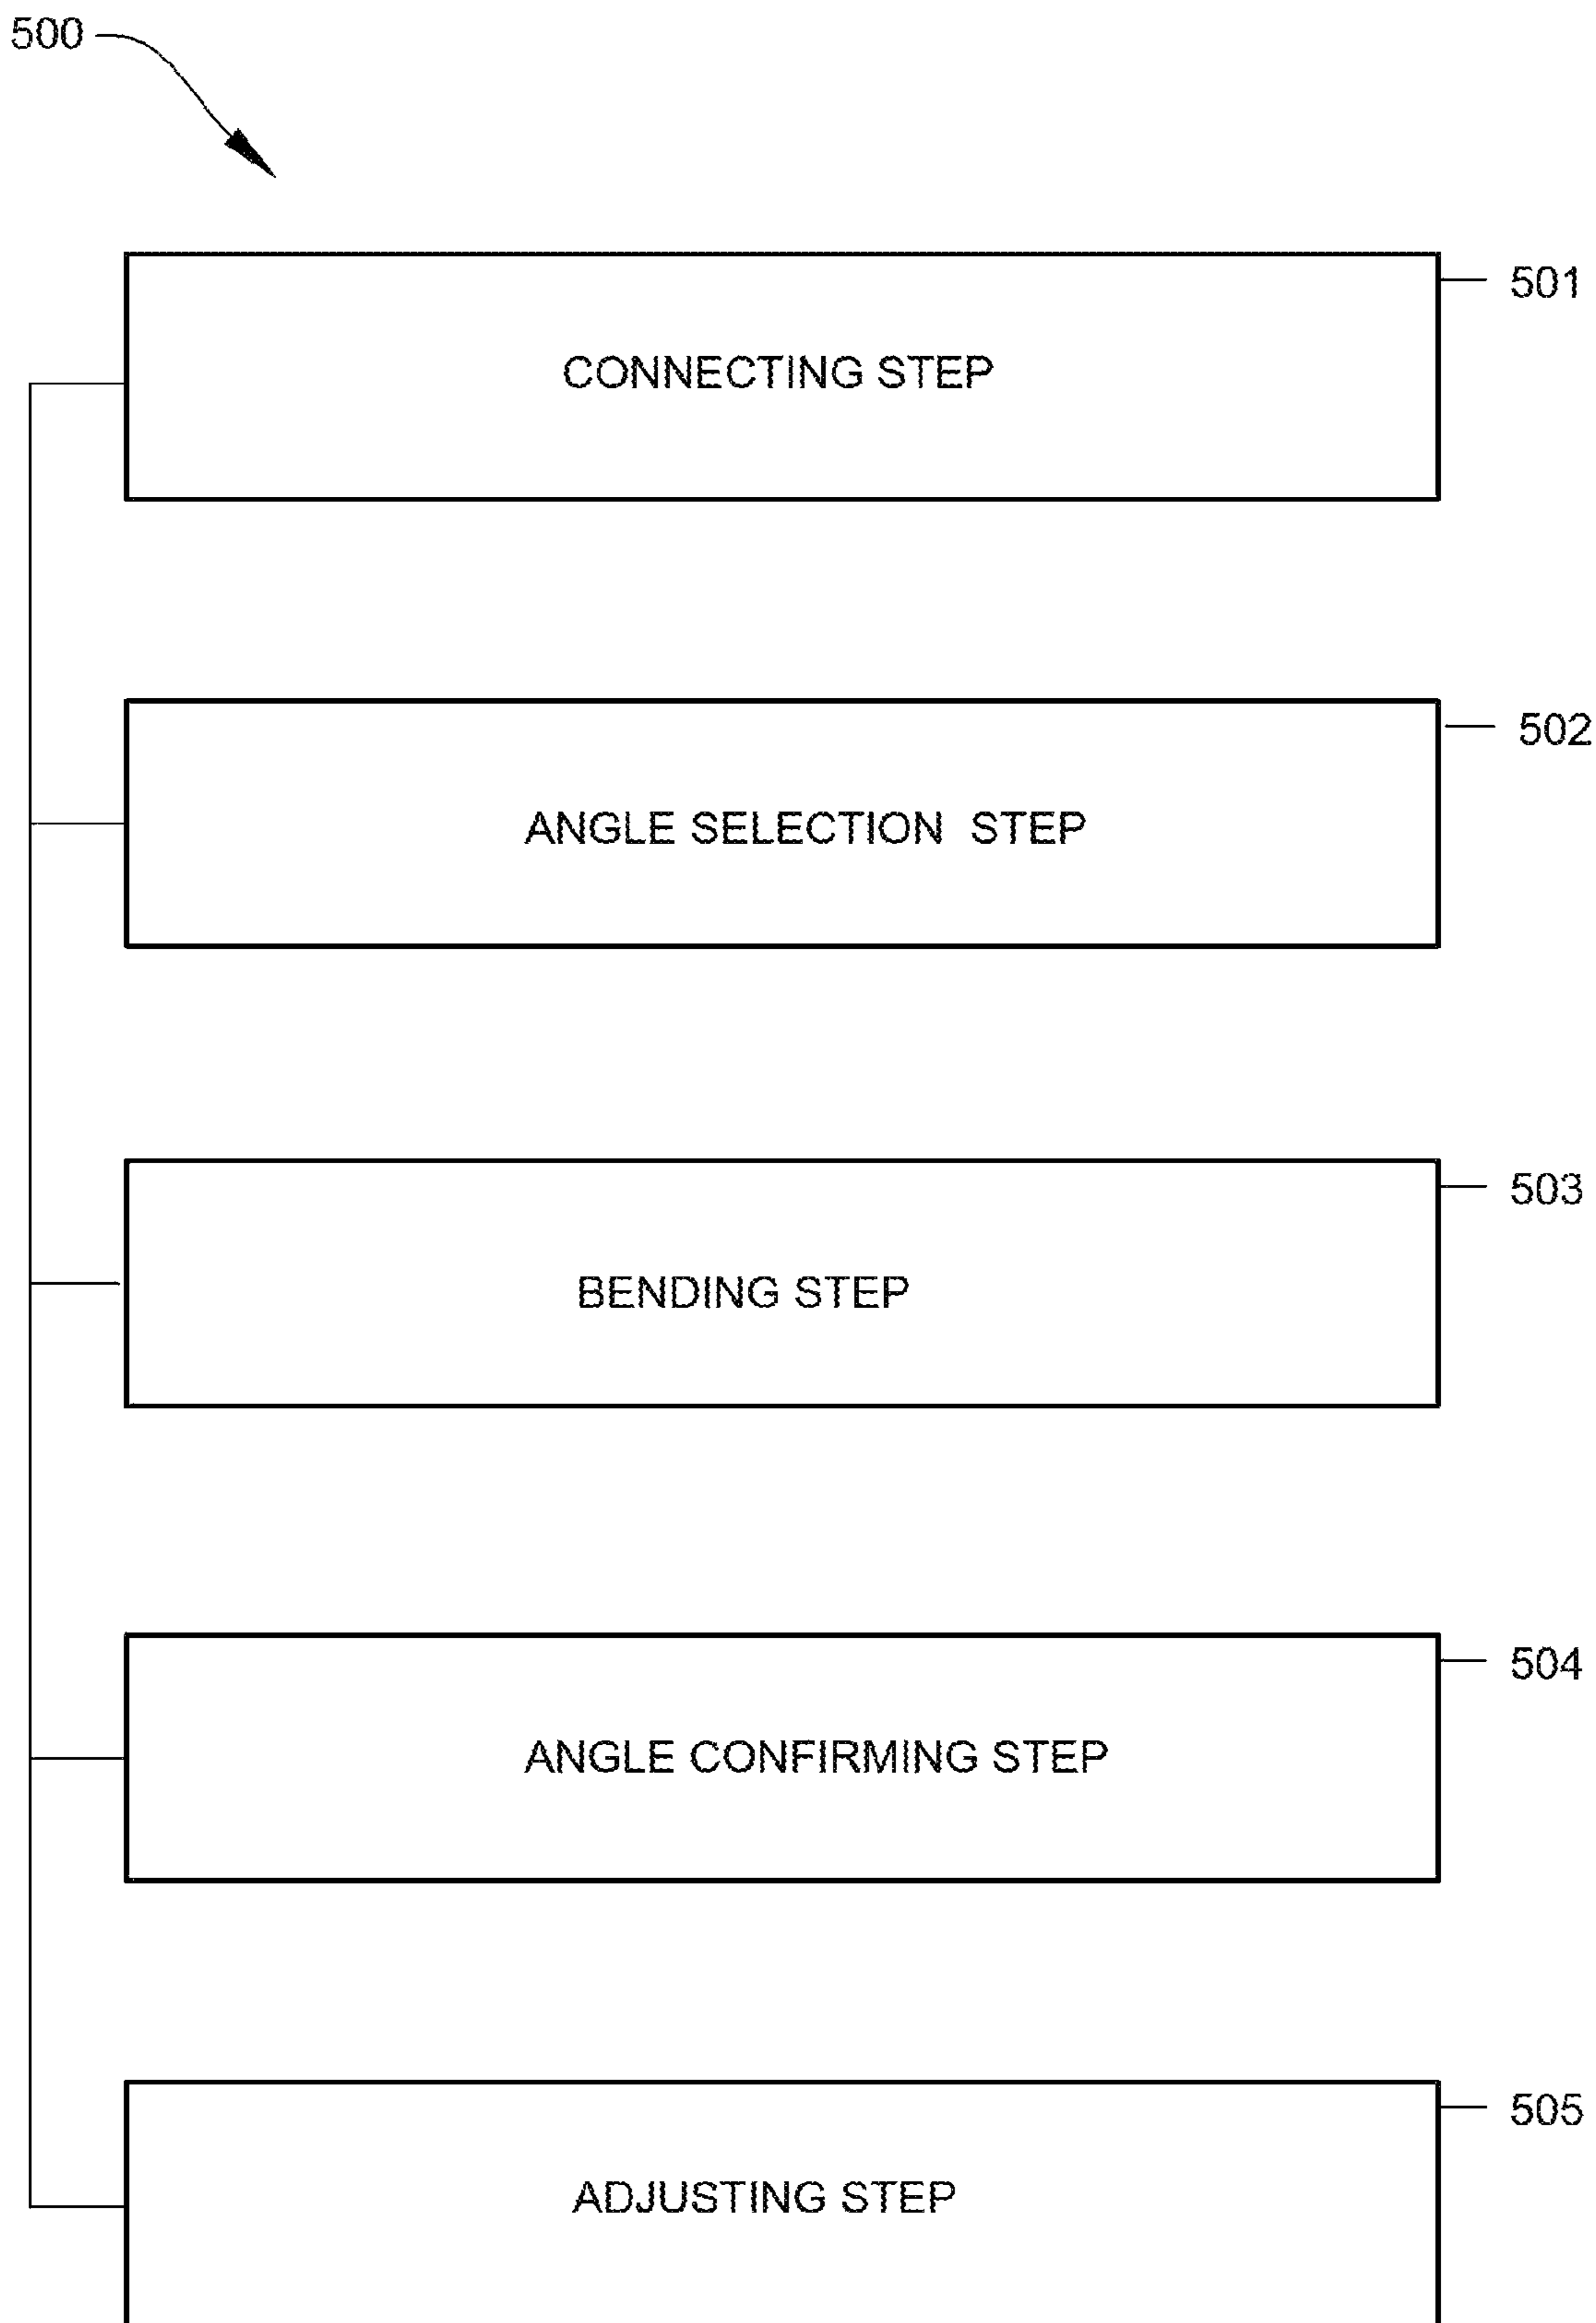 500
501
CONNECTING STEP
502
ANGLE SELECTION STEP
503
BENDING STEP
504
ANGLE CONFIRMING STEP
505
ADJUSTING STEP